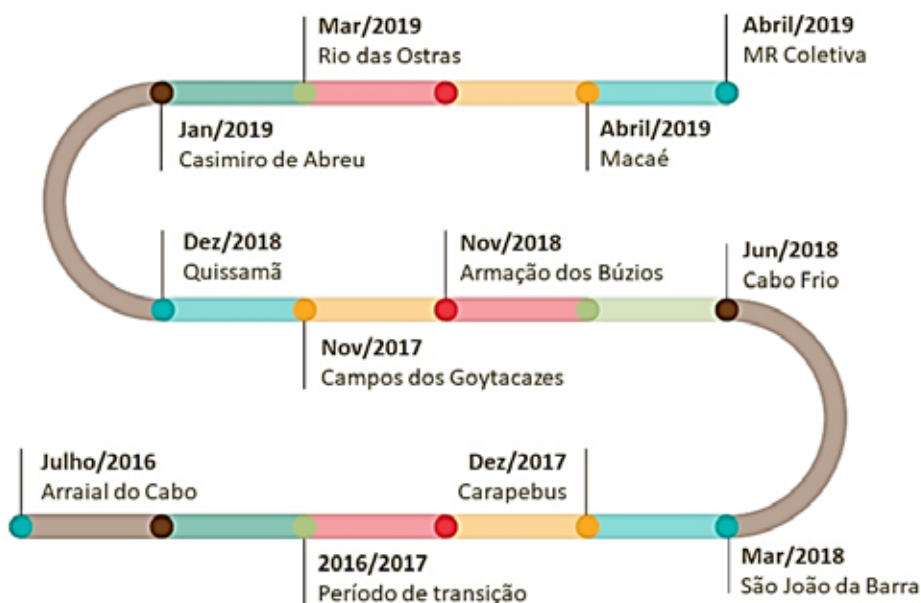 Mar/2019
Rio das Ostras
Abril/2019
MR Coletiva
Jan/2019
Casimiro de Abreu
Abril/2019
Macaé
Dez/2018
Quissamã
Nov/2018
Armação dos Búzios
Jun/2018
Cabo Frio
Nov/2017
Campos dos Goytacazes
Julho/2016
Arraial do Cabo
Dez/2017
Carapebus
2016/2017
Período de transição
Mar/2018
São João da Barra